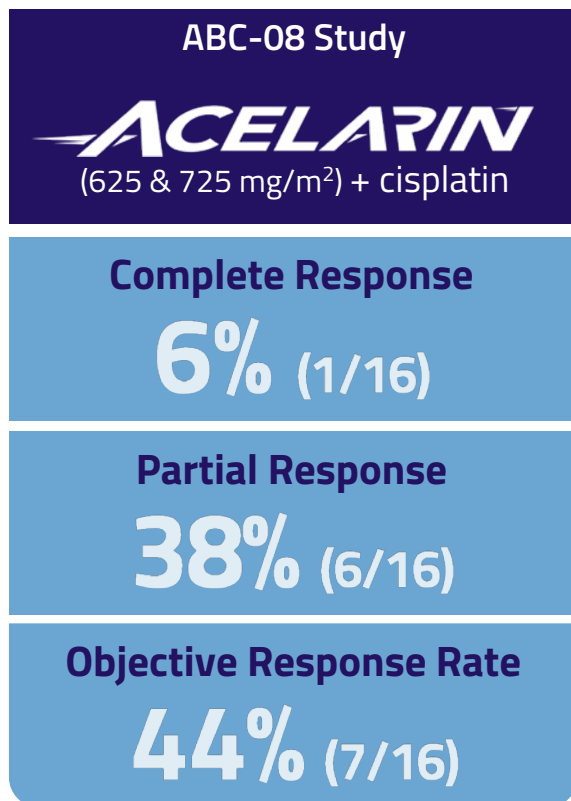 ABC-08 Study
ACELARIN
(625 & 725 mg/m²) + cisplatin
Complete Response
6% (1/16)
Partial Response
38% (6/16)
Objective Response Rate
44% (7/16)